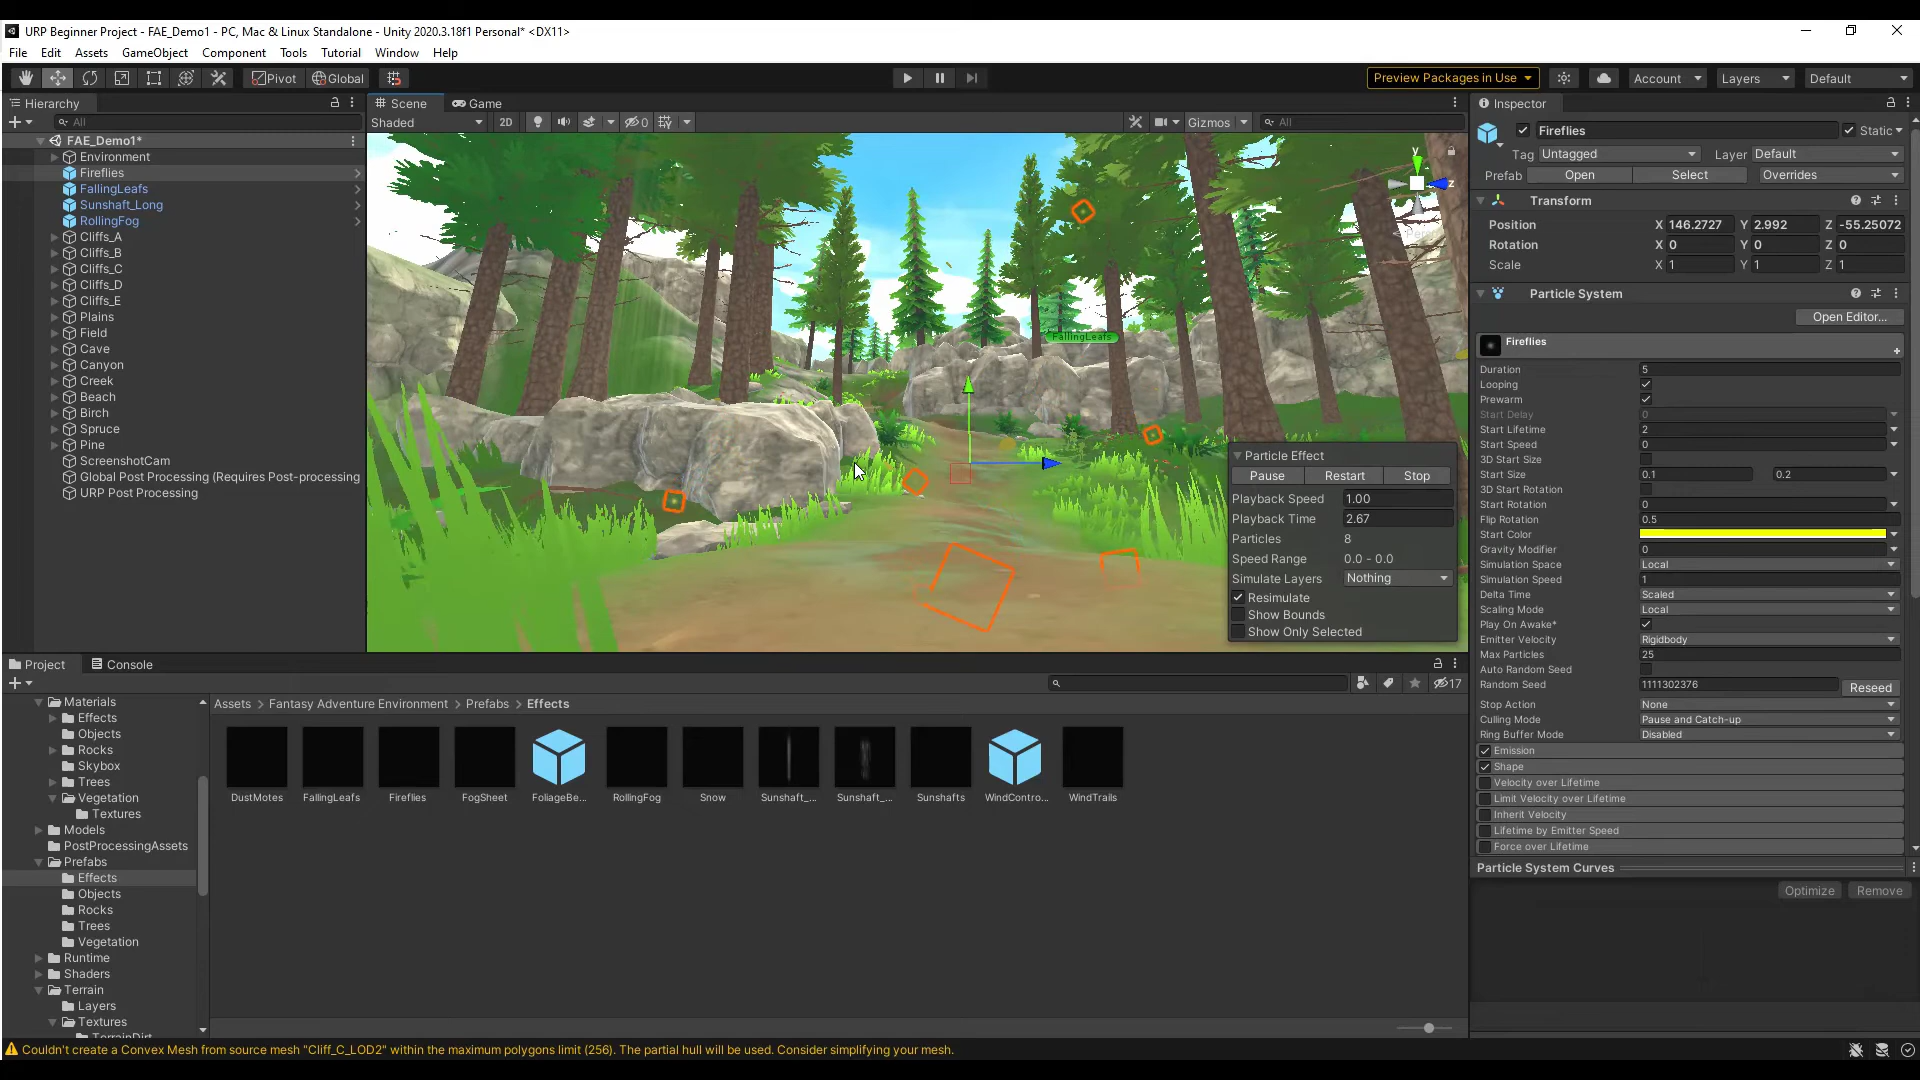 URP Beginner Project - FAE_Demo1 - PC, Mac & Linux Standalone - Unity 2020.3.18f1 Personal* <DX11>
File Edit Assets GameObject Component Tools Tutorial Window Help
Pivot Global Preview Packages in Use Account Layers Default
Hierarchy
All
FAE_Demo1*
Environment
Fireflies
FallingLeafs
Sunshaft_Long
RollingFog
Cliffs_A
Cliffs_B
Cliffs_C
Cliffs_D
Cliffs_E
Plains
Field
Cave
Canyon
Creek
Beach
Birch
Spruce
Pine
ScreenshotCam
Global Post Processing (Requires Post-processing
URP Post Processing
Scene Game
Shaded 2D 0 Gizmos All
y
z
FallingLeafs
Particle Effect
Pause Restart Stop
Playback Speed 1.00
Playback Time 2.67
Particles 8
Speed Range 0.0 - 0.0
Simulate Layers Nothing
Resimulate
Show Bounds
Show Only Selected
Inspector
Fireflies Static
Tag Untagged Layer Default
Prefab Open Select Overrides
Transform
Position X 146.2727 Y 2.992 Z -55.25072
Rotation X 0 Y 0 Z 0
Scale X 1 Y 1 Z 1
Particle System
Open Editor...
Fireflies
Duration 5
Looping
Prewarm
Start Delay 0
Start Lifetime 2
Start Speed 0
3D Start Size
Start Size 0.1 0.2
3D Start Rotation
Start Rotation 0
Flip Rotation 0.5
Start Color
Gravity Modifier 0
Simulation Space Local
Simulation Speed 1
Delta Time Scaled
Scaling Mode Local
Play On Awake*
Emitter Velocity Rigidbody
Max Particles 25
Auto Random Seed
Random Seed 1111302376 Reseed
Stop Action None
Culling Mode Pause and Catch-up
Ring Buffer Mode Disabled
Emission
Shape
Velocity over Lifetime
Limit Velocity over Lifetime
Inherit Velocity
Lifetime by Emitter Speed
Force over Lifetime
Particle System Curves
Optimize Remove
Project Console
17
Materials
Effects
Objects
Rocks
Skybox
Trees
Vegetation
Textures
Models
PostProcessingAssets
Prefabs
Effects
Objects
Rocks
Trees
Vegetation
Runtime
Shaders
Terrain
Layers
Textures
TerrainDirt
Assets > Fantasy Adventure Environment > Prefabs > Effects
DustMotes FallingLeafs Fireflies FogSheet FoliageBe... RollingFog Snow Sunshaft_... Sunshaft_... Sunshafts WindContro... WindTrails
Couldn't create a Convex Mesh from source mesh "Cliff_C_LOD2" within the maximum polygons limit (256). The partial hull will be used. Consider simplifying your mesh.